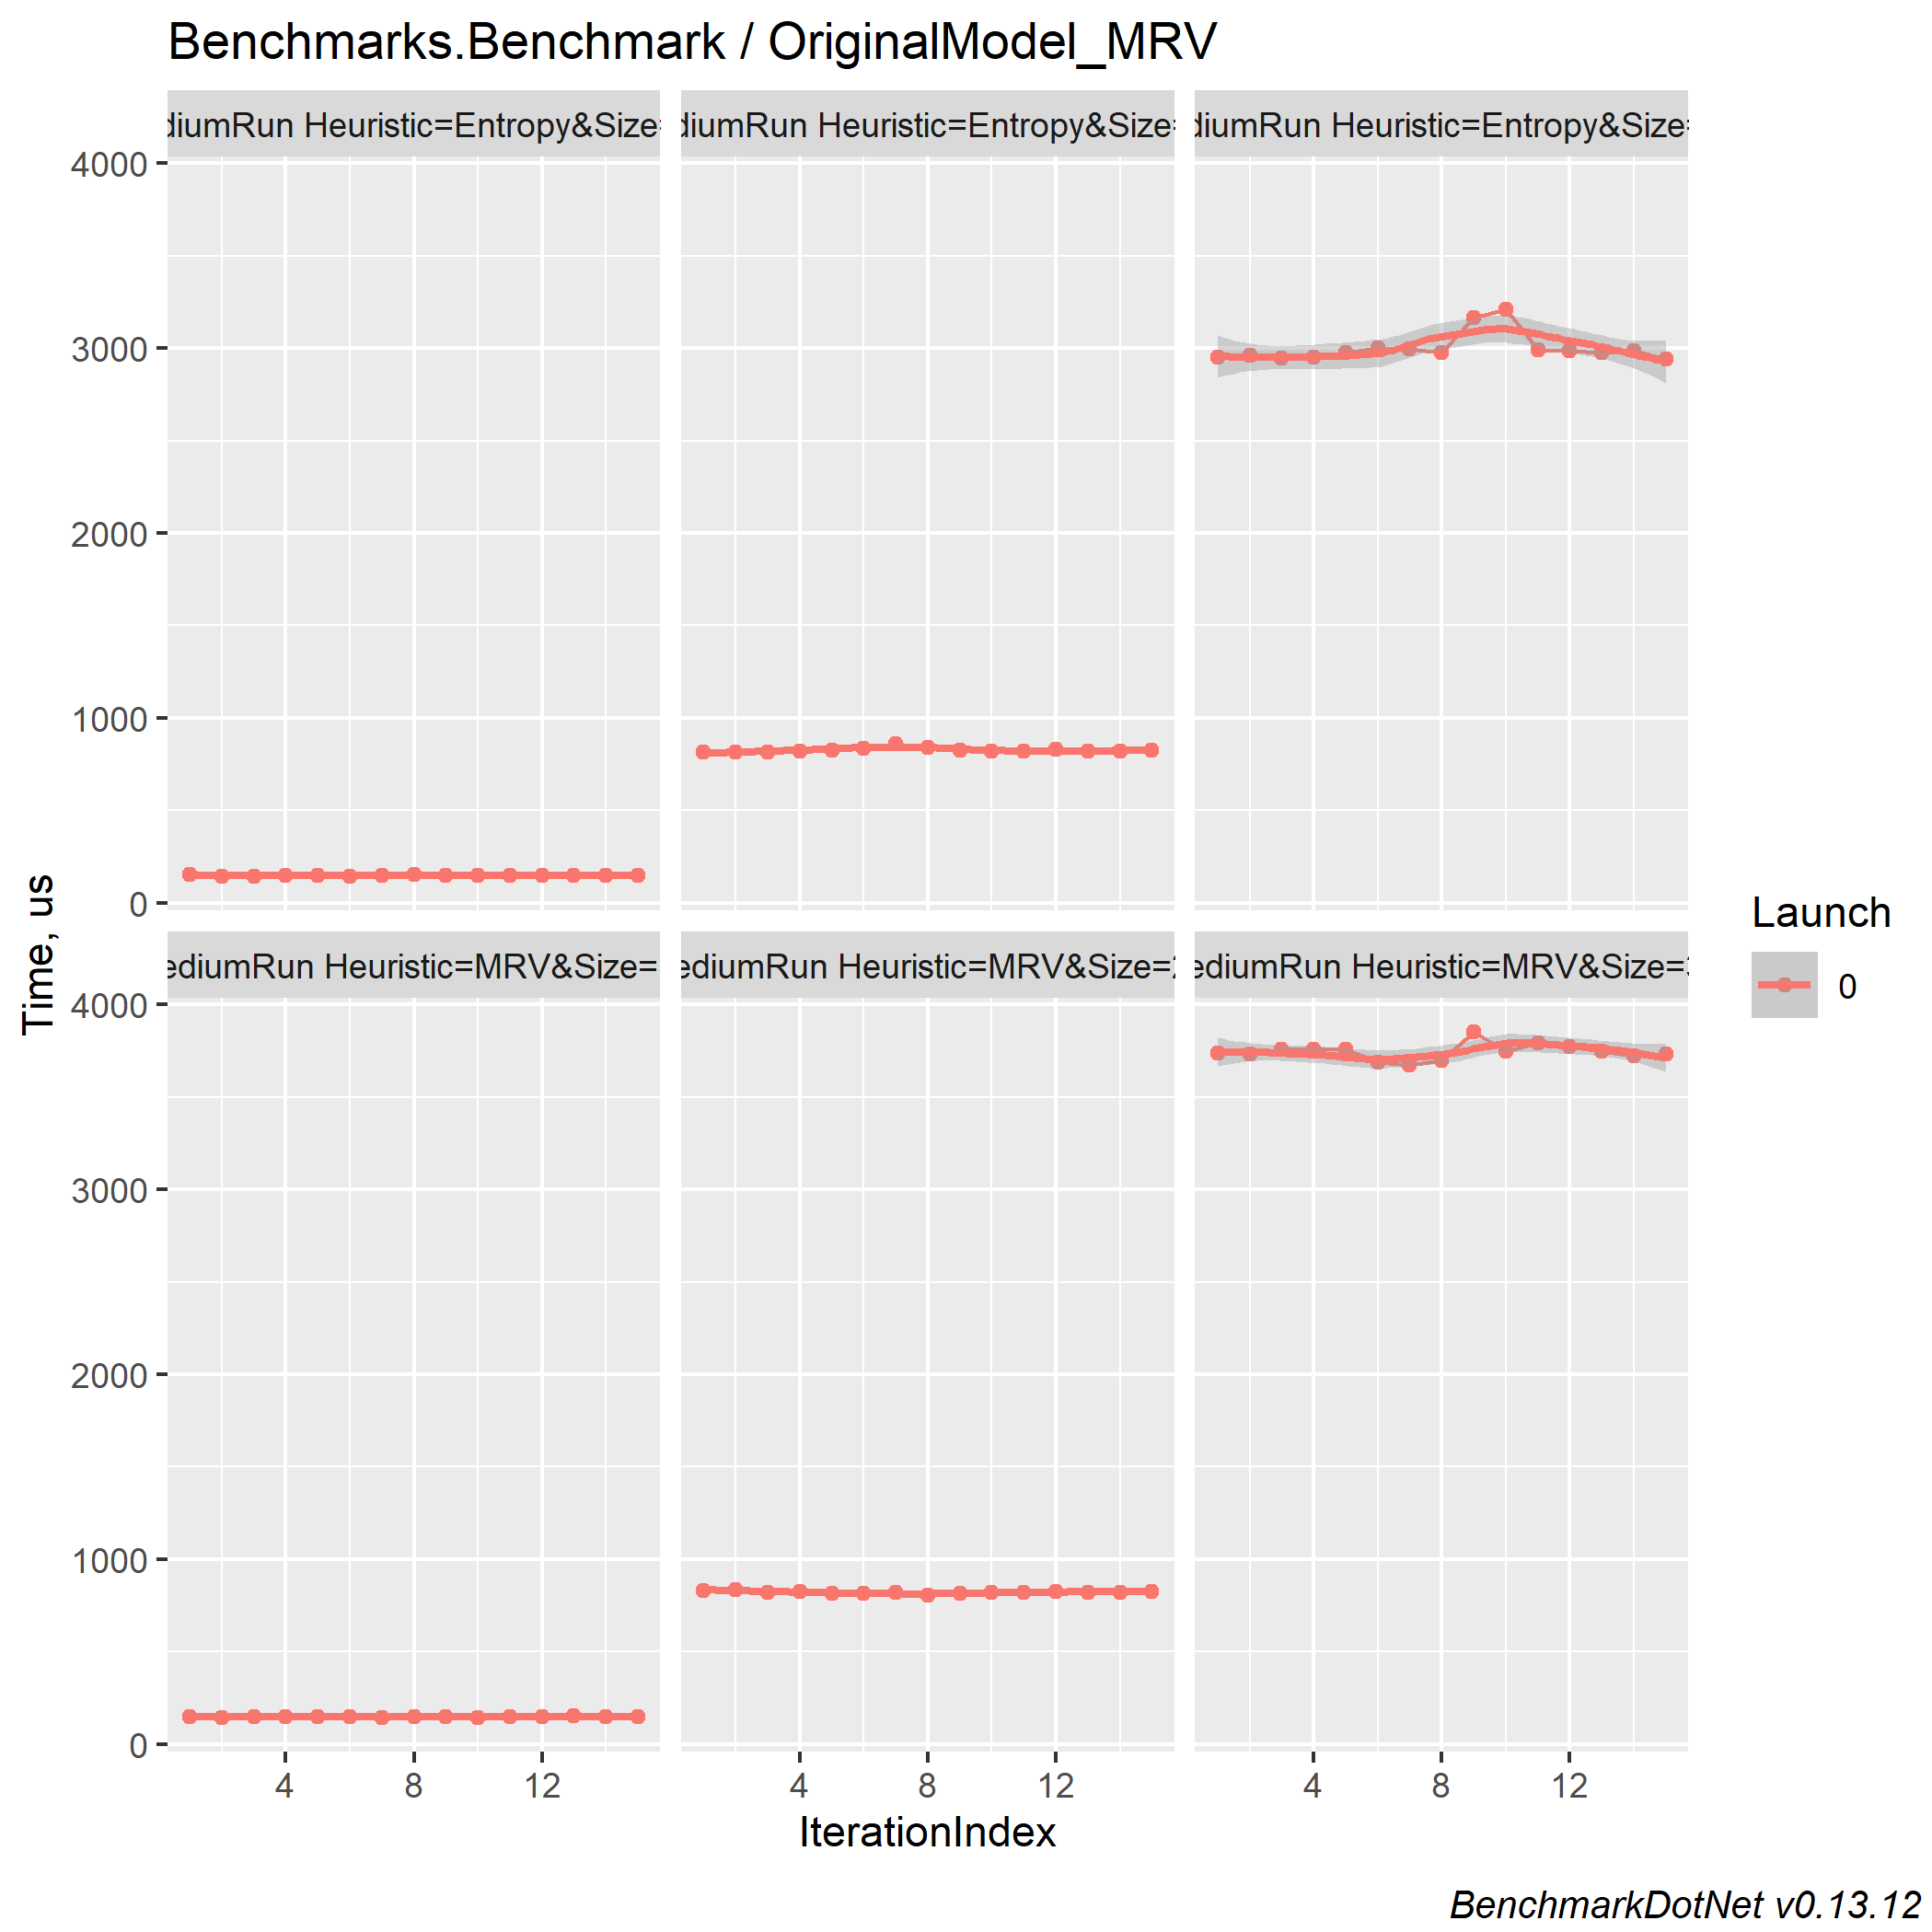 Benchmarks.Benchmark / OriginalModel_MRV
diumRun Heuristic=Entropy&Size= diumRun Heuristic=Entropy&Size= diumRun Heuristic=Entropy&Size=
4000
3000
2000
1000
0
ediumRun Heuristic=MRV&Size= ediumRun Heuristic=MRV&Size=2 ediumRun Heuristic=MRV&Size=3
4000
3000
2000
1000
0
4 8 12 4 8 12 4 8 12
IterationIndex
Time, us
Launch
0
BenchmarkDotNet v0.13.12